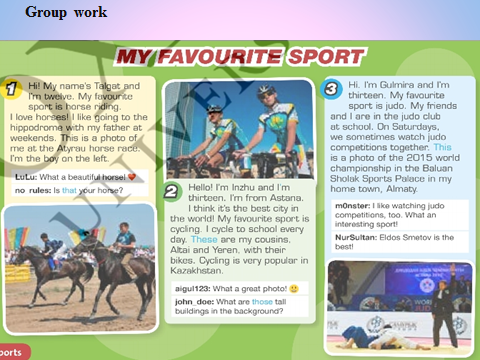 Group work
MY FAVOURITE SPORT
1
Hi! My name's Talgat and
I'm twelve. My favourite
sport is horse riding.
I love horses! I like going to the
hippodrome with my father at
weekends. This is a photo of
me at the Atyrau horse race.
I'm the boy on the left.
LuLu: What a beautiful horse!
no rules: Is that your horse?
2
Hello! I'm Inzhu and I'm
thirteen. I'm from Astana.
I think it's the best city in
the world! My favourite sport is
cycling. I cycle to school every
day. These are my cousins,
Altai and Yeren, with their
bikes. Cycling is very popular in
Kazakhstan.
aigul123: What a great photo!
john_doe: What are those tall
buildings in the background?
3
Hi. I'm Gulmira and I'm
thirteen. My favourite
sport is judo. My friends
and I are in the judo club
at school. On Saturdays,
we sometimes watch judo
competitions together. This
is a photo of the 2015 world
championship in the Baluan
Sholak Sports Palace in my
home town, Almaty.
m0nster: I like watching judo
competitions, too. What an
interesting sport!
NurSultan: Eldos Smetov is the
best!
ports